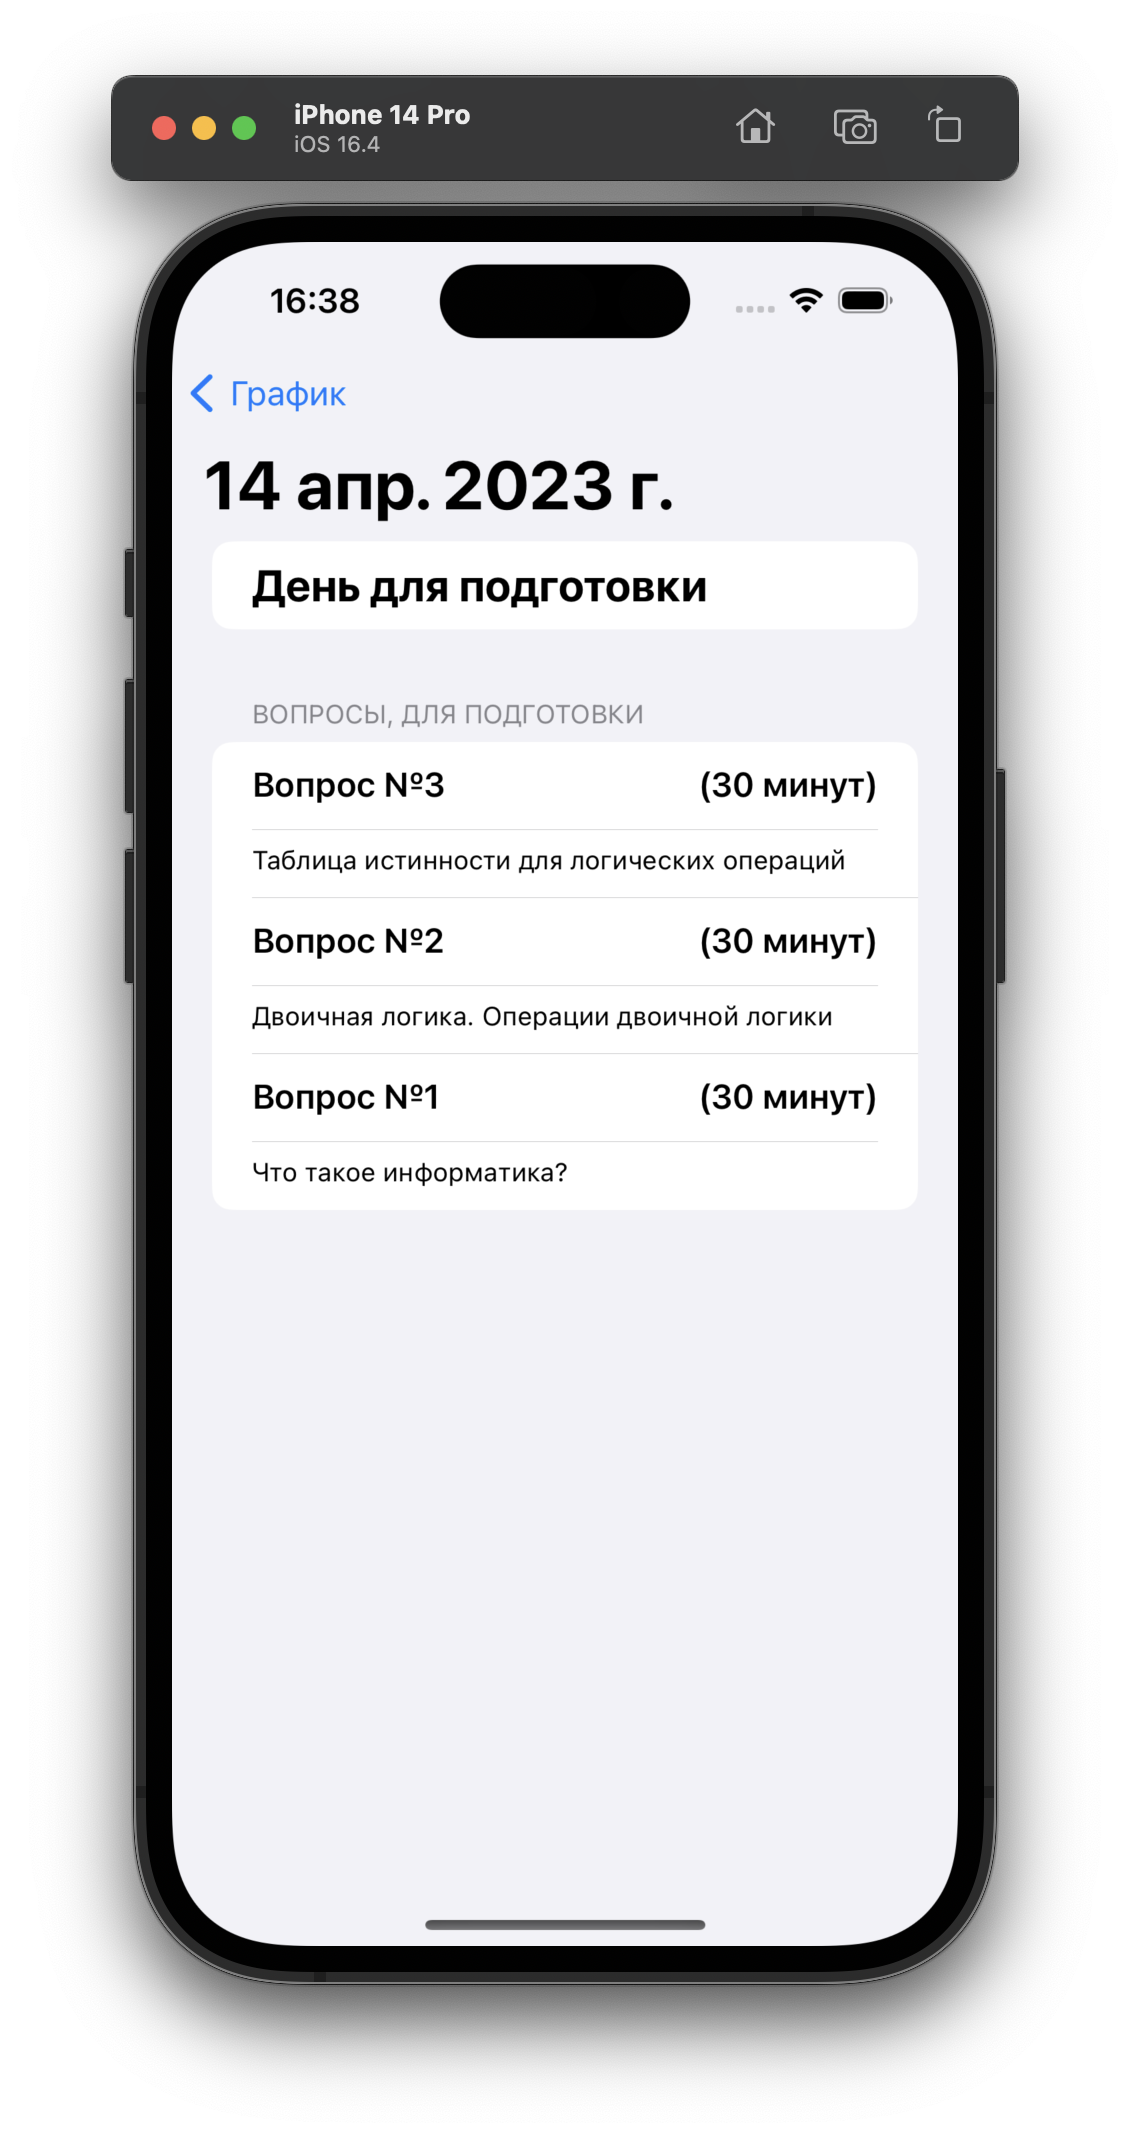 iPhone 14 Pro
iOS 16.4
16:38
График
14 апр. 2023 г.
День для подготовки
ВОПРОСЫ, ДЛЯ ПОДГОТОВКИ
Вопрос №3 (30 минут)
Таблица истинности для логических операций
Вопрос №2 (30 минут)
Двоичная логика. Операции двоичной логики
Вопрос №1 (30 минут)
Что такое информатика?